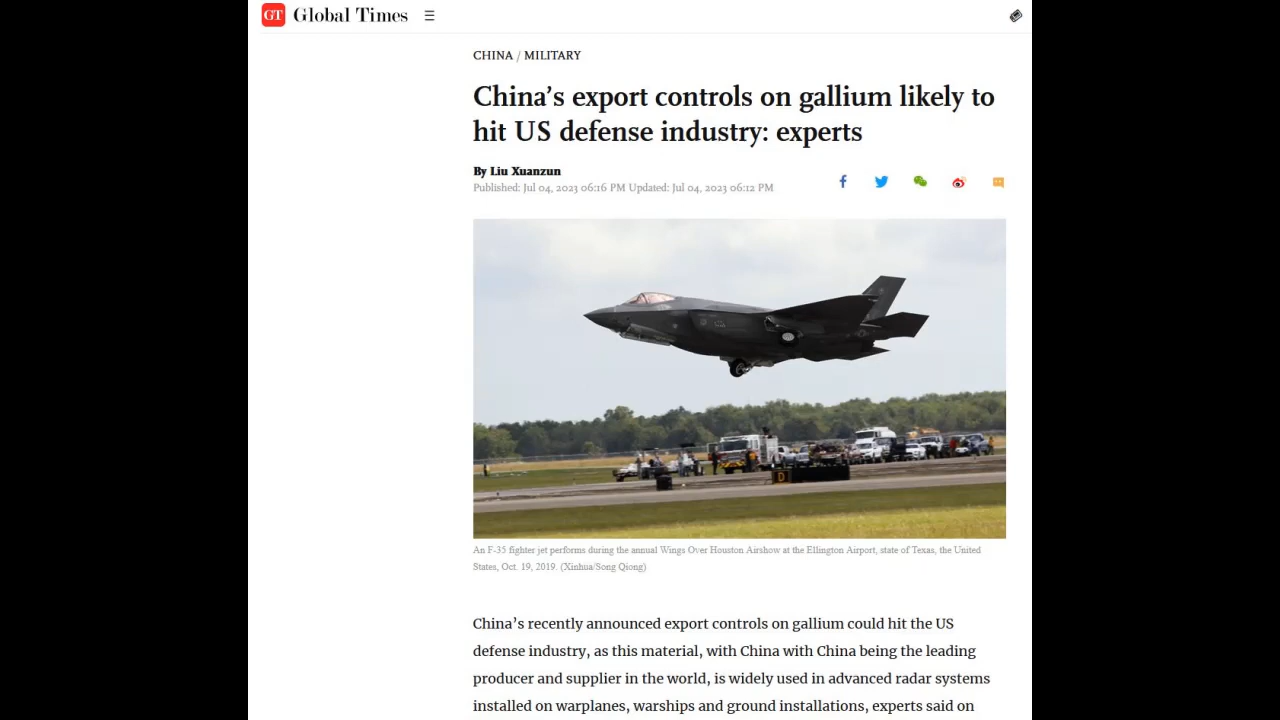 GT Global Times
CHINA / MILITARY
China's export controls on gallium likely to
hit US defense industry: experts
By Liu Xuanzun
Published: Jul 04, 2023 06:16 PM Updated: Jul 04, 2023 06:12 PM
D
An F-35 fighter jet performs during the annual Wings Over Houston Airshow at the Ellington Airport, state of Texas, the United
States, Oct. 19, 2019. (Xinhua/Song Qiong)
China's recently announced export controls on gallium could hit the US
defense industry, as this material, with China with China being the leading
producer and supplier in the world, is widely used in advanced radar systems
installed on warplanes, warships and ground installations, experts said on